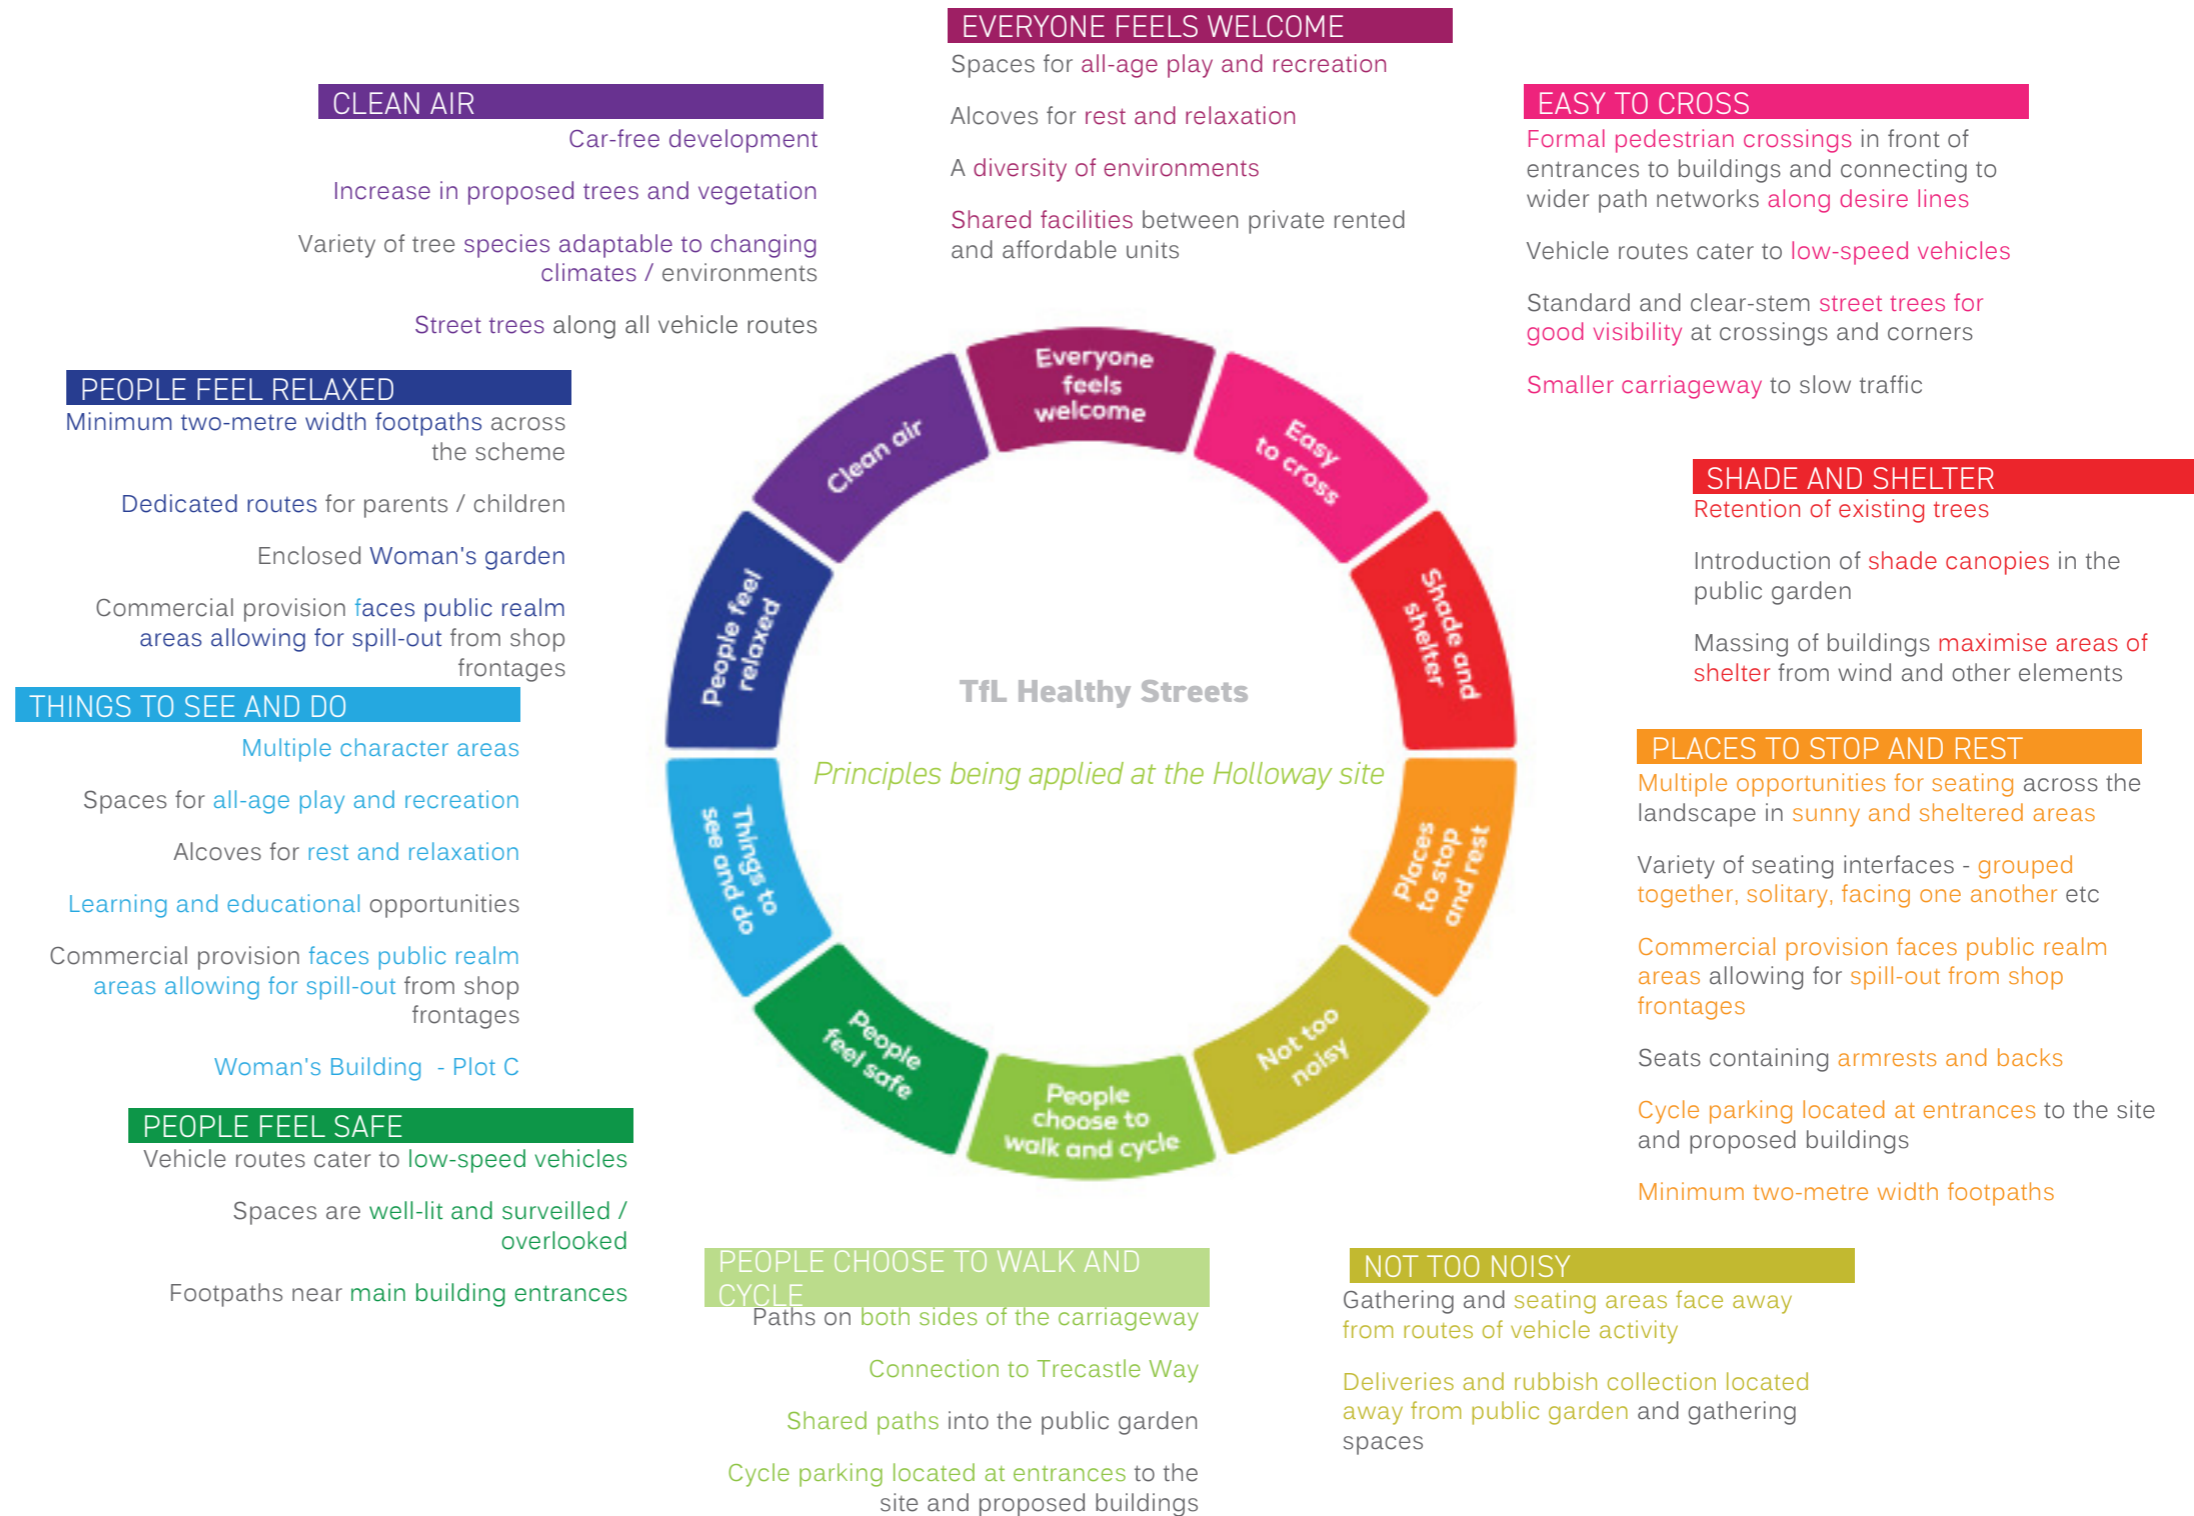 EVERYONE FEELS WELCOME
Spaces for all-age play and recreation
Alcoves for rest and relaxation
A diversity of environments
Shared facilities between private rented
and affordable units
CLEAN AIR
Car-free development
Increase in proposed trees and vegetation
Variety of tree species adaptable to changing
climates / environments
Street trees along all vehicle routes
EASY TO CROSS
Formal pedestrian crossings in front of
entrances to buildings and connecting to
wider path networks along desire lines
Vehicle routes cater to low-speed vehicles
Standard and clear-stem street trees for
good visibility at crossings and corners
Smaller carriageway to slow traffic
PEOPLE FEEL RELAXED
Minimum two-metre width footpaths across
the scheme
Dedicated routes for parents / children
Enclosed Woman's garden
Commercial provision faces public realm
areas allowing for spill-out from shop
frontages
SHADE AND SHELTER
Retention of existing trees
Introduction of shade canopies in the
public garden
Massing of buildings maximise areas of
shelter from wind and other elements
THINGS TO SEE AND DO
Multiple character areas
Spaces for all-age play and recreation
Alcoves for rest and relaxation
Learning and educational opportunities
Commercial provision faces public realm
areas allowing for spill-out from shop
frontages
Woman's Building - Plot C
PLACES TO STOP AND REST
Multiple opportunities for seating across the
landscape in sunny and sheltered areas
Variety of seating interfaces - grouped
together, solitary, facing one another etc
Commercial provision faces public realm
areas allowing for spill-out from shop
frontages
Seats containing armrests and backs
Cycle parking located at entrances to the site
and proposed buildings
Minimum two-metre width footpaths
PEOPLE FEEL SAFE
Vehicle routes cater to low-speed vehicles
Spaces are well-lit and surveilled /
overlooked
Footpaths near main building entrances
PEOPLE CHOOSE TO WALK AND
CYCLE
Paths on both sides of the carriageway
Connection to Trecastle Way
Shared paths into the public garden
Cycle parking located at entrances to the
site and proposed buildings
NOT TOO NOISY
Gathering and seating areas face away
from routes of vehicle activity
Deliveries and rubbish collection located
away from public garden and gathering
spaces
Everyone
feels
welcome
Easy
to cross
Shade and
shelter
Places
to stop
and rest
Not too
noisy
People
choose to
walk and cycle
People
feel safe
Things to
see and do
People feel
relaxed
Clean air
TfL Healthy Streets
Principles being applied at the Holloway site